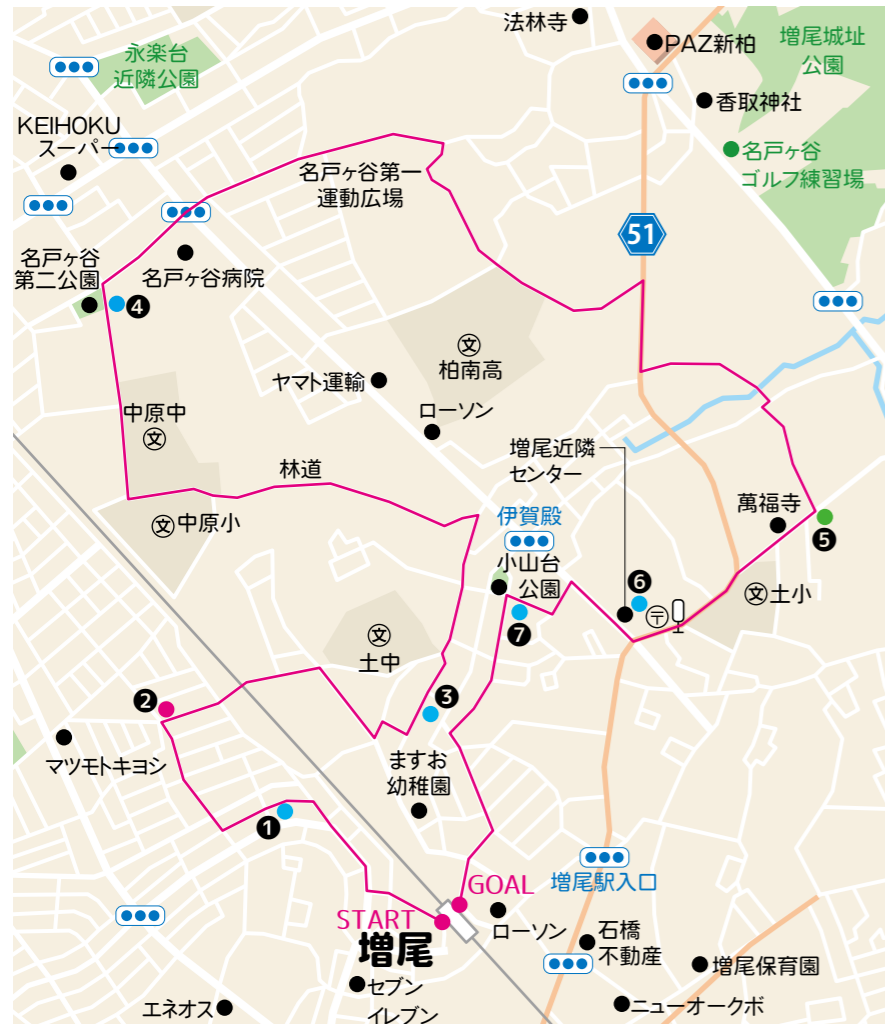 法林寺
PAZ新柏
増尾城址
公園
永楽台
近隣公園
香取神社
KEIHOKU
スーパー
名戸ヶ谷
ゴルフ練習場
名戸ヶ谷第一
運動広場
51
名戸ヶ谷
第二公園
名戸ヶ谷病院
4
文
柏南高
ヤマト運輸
ローソン
中原中
文
増尾近隣
センター
林道
萬福寺
文中原小
伊賀殿
5
小山台
公園
6
〒
文土小
7
文
土中
2
3
マツモトキヨシ
ますお
幼稚園
1
増尾駅入口
GOAL
START
増尾
ローソン
石橋
不動産
増尾保育園
セブン
イレブン
エネオス
ニューオークボ